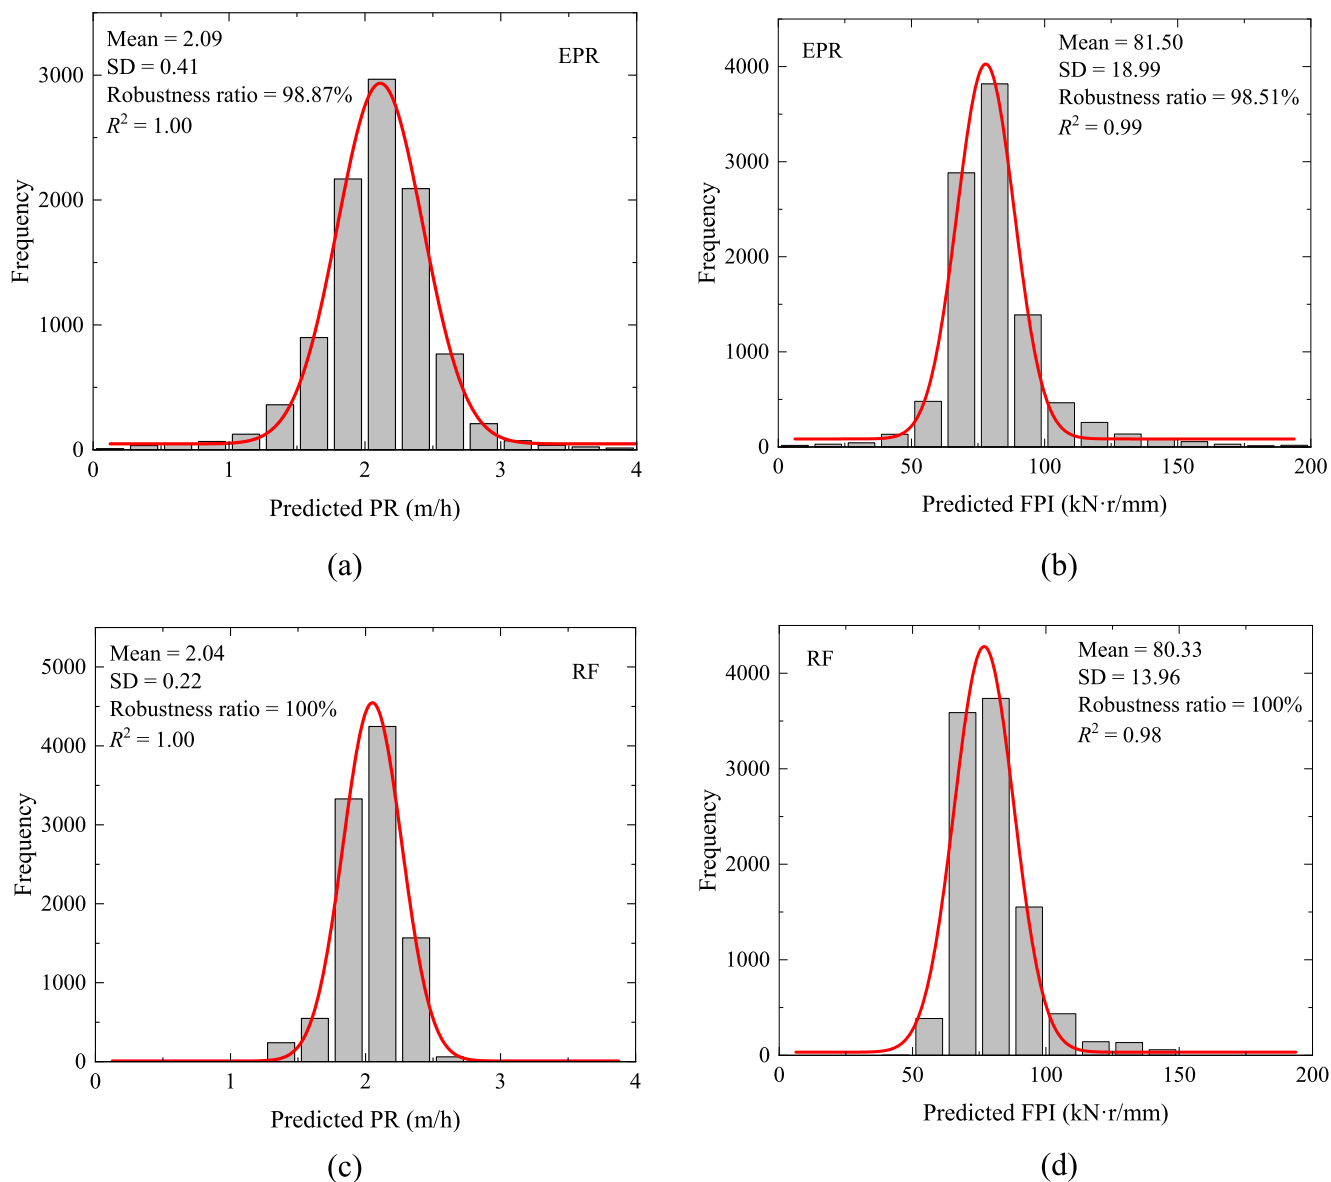 Mean = 2.09
SD = 0.41
Robustness ratio = 98.87%
R² = 1.00
EPR
3000
2000
1000
0
Frequency
0 1 2 3 4
Predicted PR (m/h)
(a)
EPR
Mean = 81.50
SD = 18.99
Robustness ratio = 98.51%
R² = 0.99
4000
3000
2000
1000
0
Frequency
0 50 100 150 200
Predicted FPI (kN·r/mm)
(b)
Mean = 2.04
SD = 0.22
Robustness ratio = 100%
R² = 1.00
RF
5000
4000
3000
2000
1000
0
Frequency
0 1 2 3 4
Predicted PR (m/h)
(c)
RF
Mean = 80.33
SD = 13.96
Robustness ratio = 100%
R² = 0.98
4000
3000
2000
1000
0
Frequency
0 50 100 150 200
Predicted FPI (kN·r/mm)
(d)